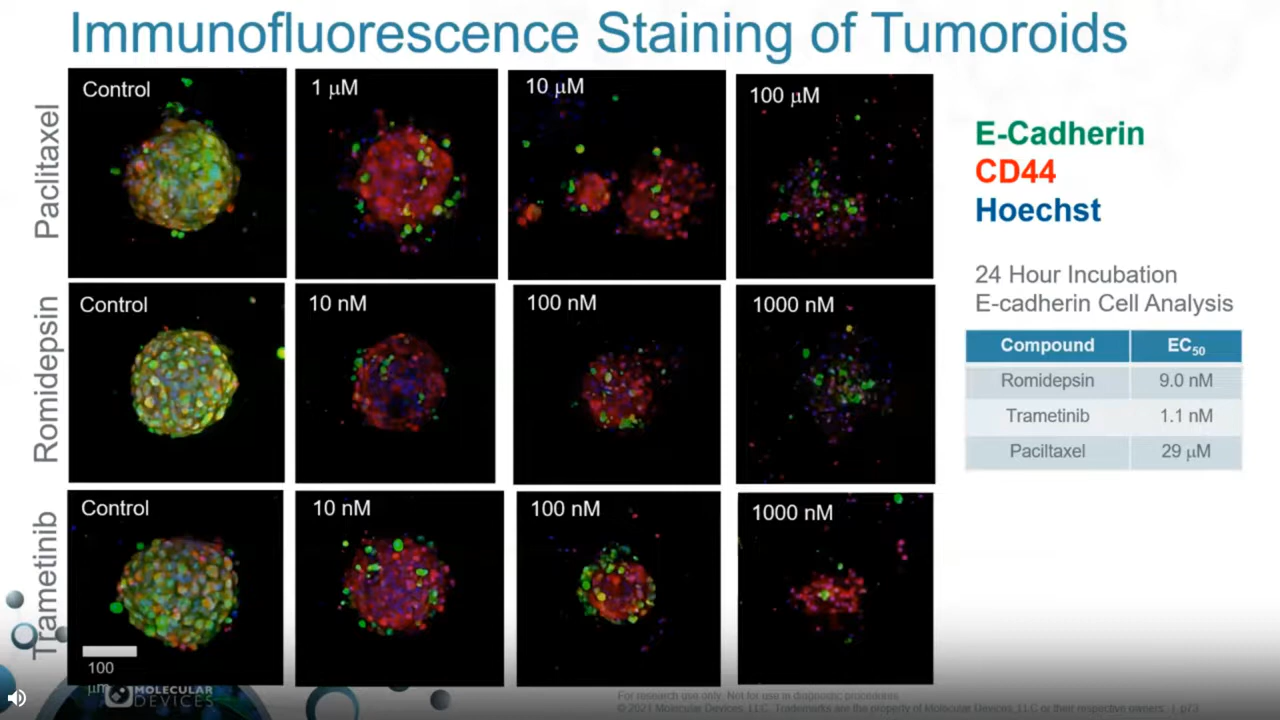 Immunofluorescence Staining of Tumoroids
Paclitaxel
Control
1 μM
10 μM
100 μM
Romidepsin
Control
10 nM
100 nM
1000 nM
Trametinib
Control
10 nM
100 nM
1000 nM
100
μm
E-Cadherin
CD44
Hoechst
24 Hour Incubation
E-cadherin Cell Analysis
Compound EC50
Romidepsin 9.0 nM
Trametinib 1.1 nM
Paciltaxel 29 μM
MOLECULAR
DEVICES
For research use only. Not for use in diagnostic procedures.
© 2021 Molecular Devices, LLC. Trademarks are the property of Molecular Devices, LLC or their respective owners. | p73